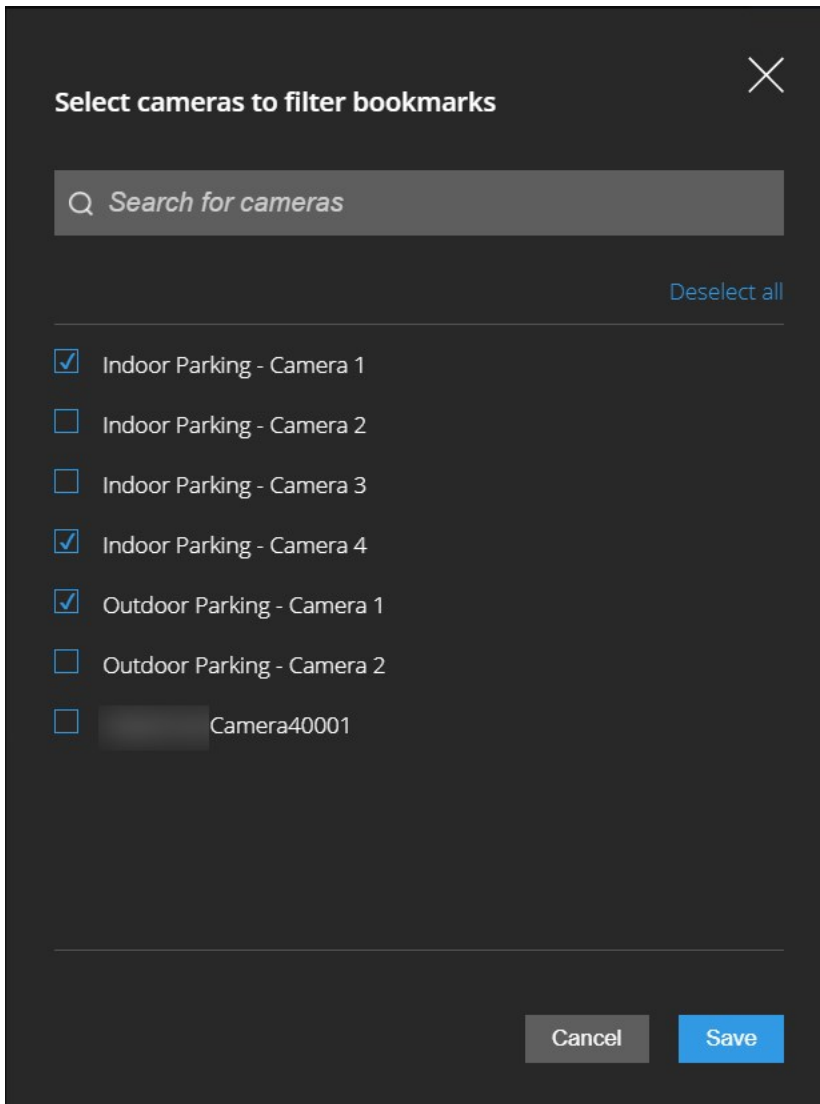 Select cameras to filter bookmarks
Search for cameras
Deselect all
Indoor Parking - Camera 1
Indoor Parking - Camera 2
Indoor Parking - Camera 3
Indoor Parking - Camera 4
Outdoor Parking - Camera 1
Outdoor Parking - Camera 2
Camera40001
Cancel Save